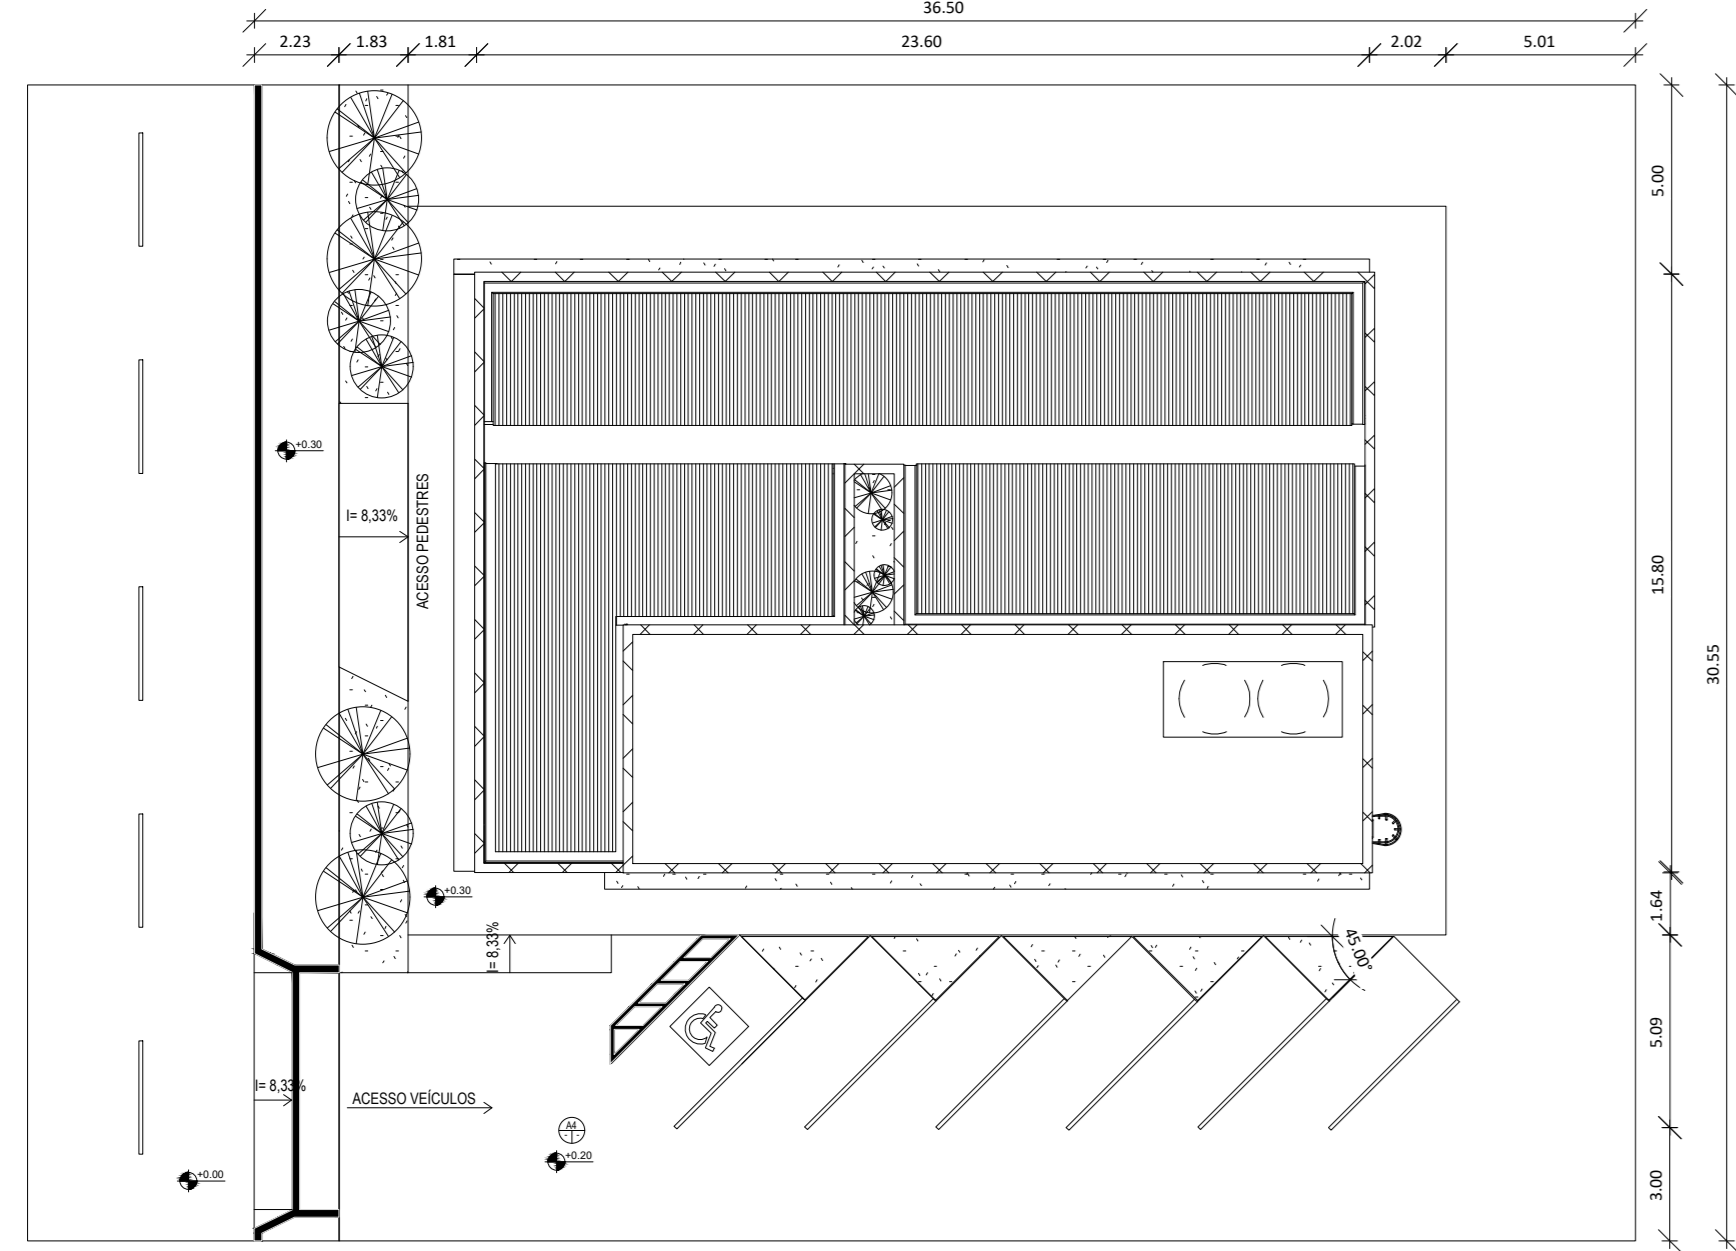 36.50
2.23 1.83 1.81 23.60 2.02 5.01
5.00
+0.30
ACESSO PEDESTRES
I= 8,33%
15.80
30.55
+0.30
1.64
I= 8,33%
45.00°
5.09
I= 8,33%
ACESSO VEÍCULOS
A4
+0.20
+0.00
3.00